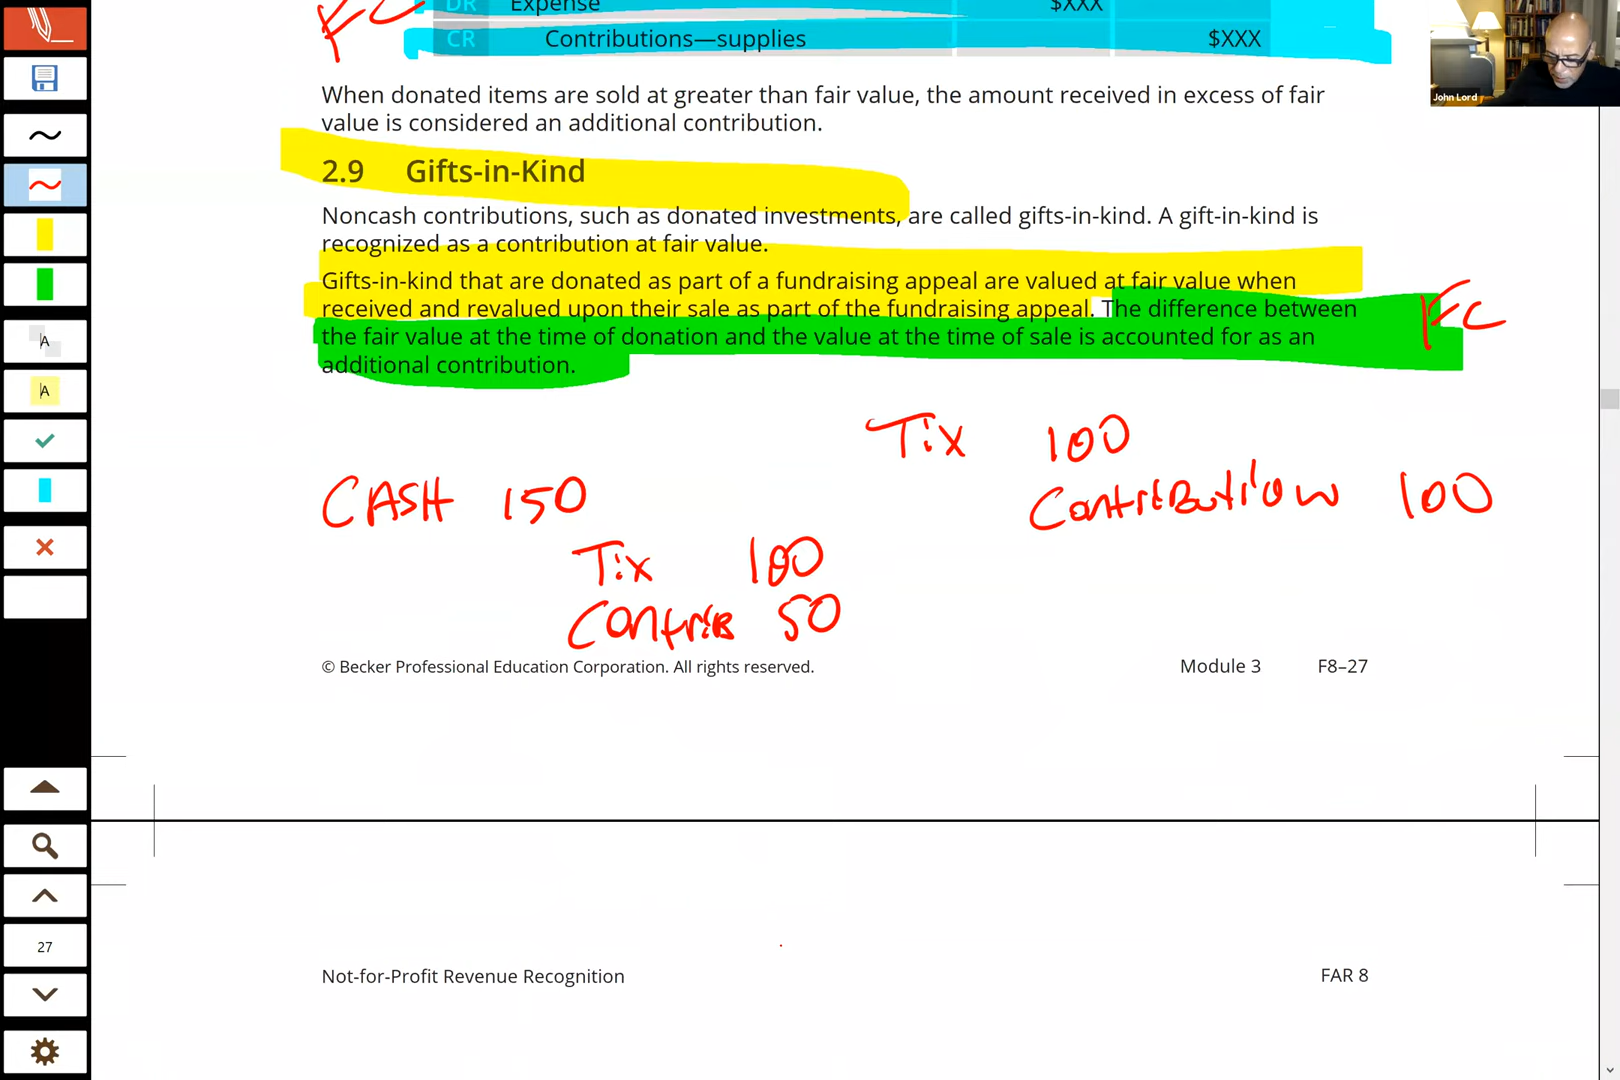 FC
DR Expense $XXX
CR Contributions—supplies $XXX
John Lord
When donated items are sold at greater than fair value, the amount received in excess of fair
value is considered an additional contribution.
2.9 Gifts-in-Kind
Noncash contributions, such as donated investments, are called gifts-in-kind. A gift-in-kind is
recognized as a contribution at fair value.
Gifts-in-kind that are donated as part of a fundraising appeal are valued at fair value when
received and revalued upon their sale as part of the fundraising appeal. The difference between
the fair value at the time of donation and the value at the time of sale is accounted for as an
additional contribution.
FC
Tix 100
Contribution 100
CASH 150
Tix 100
Contrib 50
© Becker Professional Education Corporation. All rights reserved. Module 3 F8–27
Not-for-Profit Revenue Recognition FAR 8
A
A
27